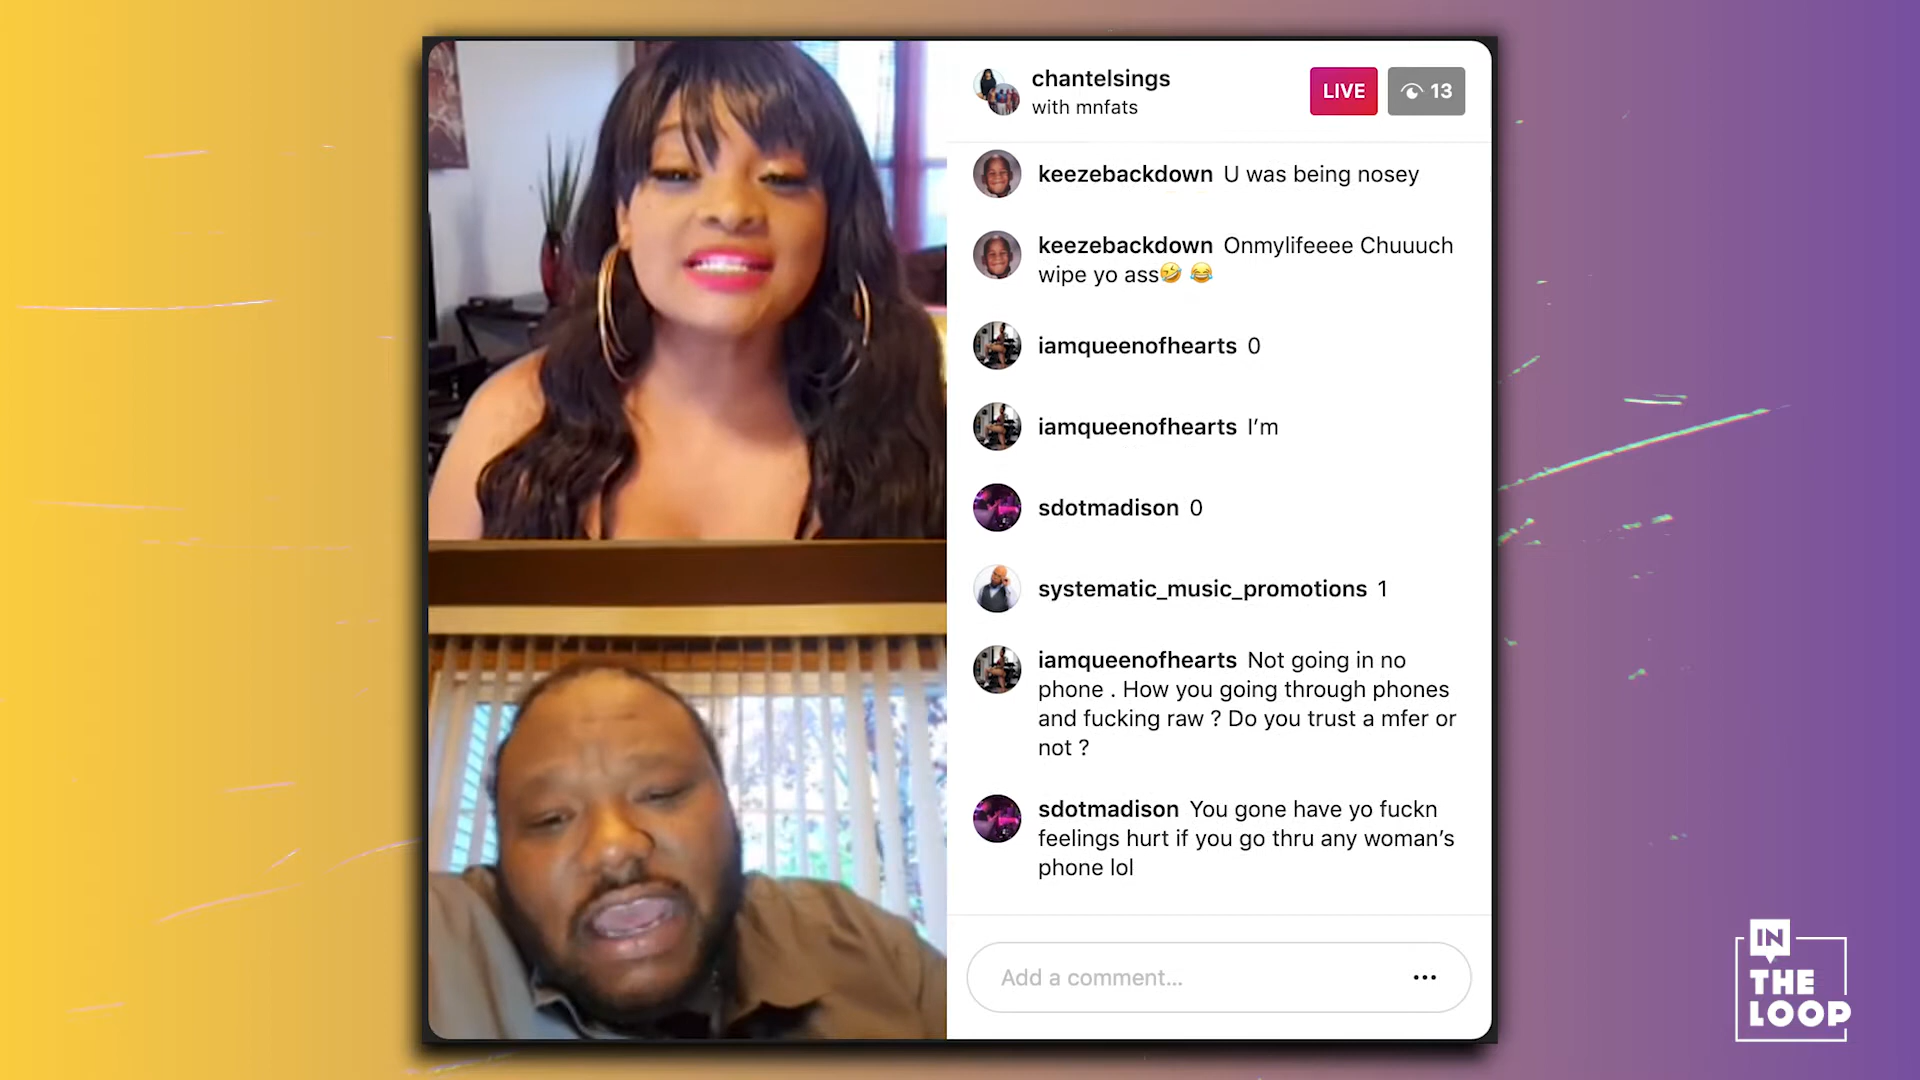 chantelsings
with mnfats
LIVE
13
keezebackdown U was being nosey
keezebackdown Onmylifeeee Chuuuch
wipe yo ass🤣 😂
iamqueenofhearts 0
iamqueenofhearts I'm
sdotmadison 0
systematic_music_promotions 1
iamqueenofhearts Not going in no
phone . How you going through phones
and fucking raw ? Do you trust a mfer or
not ?
sdotmadison You gone have yo fuckn
feelings hurt if you go thru any woman's
phone lol
Add a comment...
IN
THE
LOOP